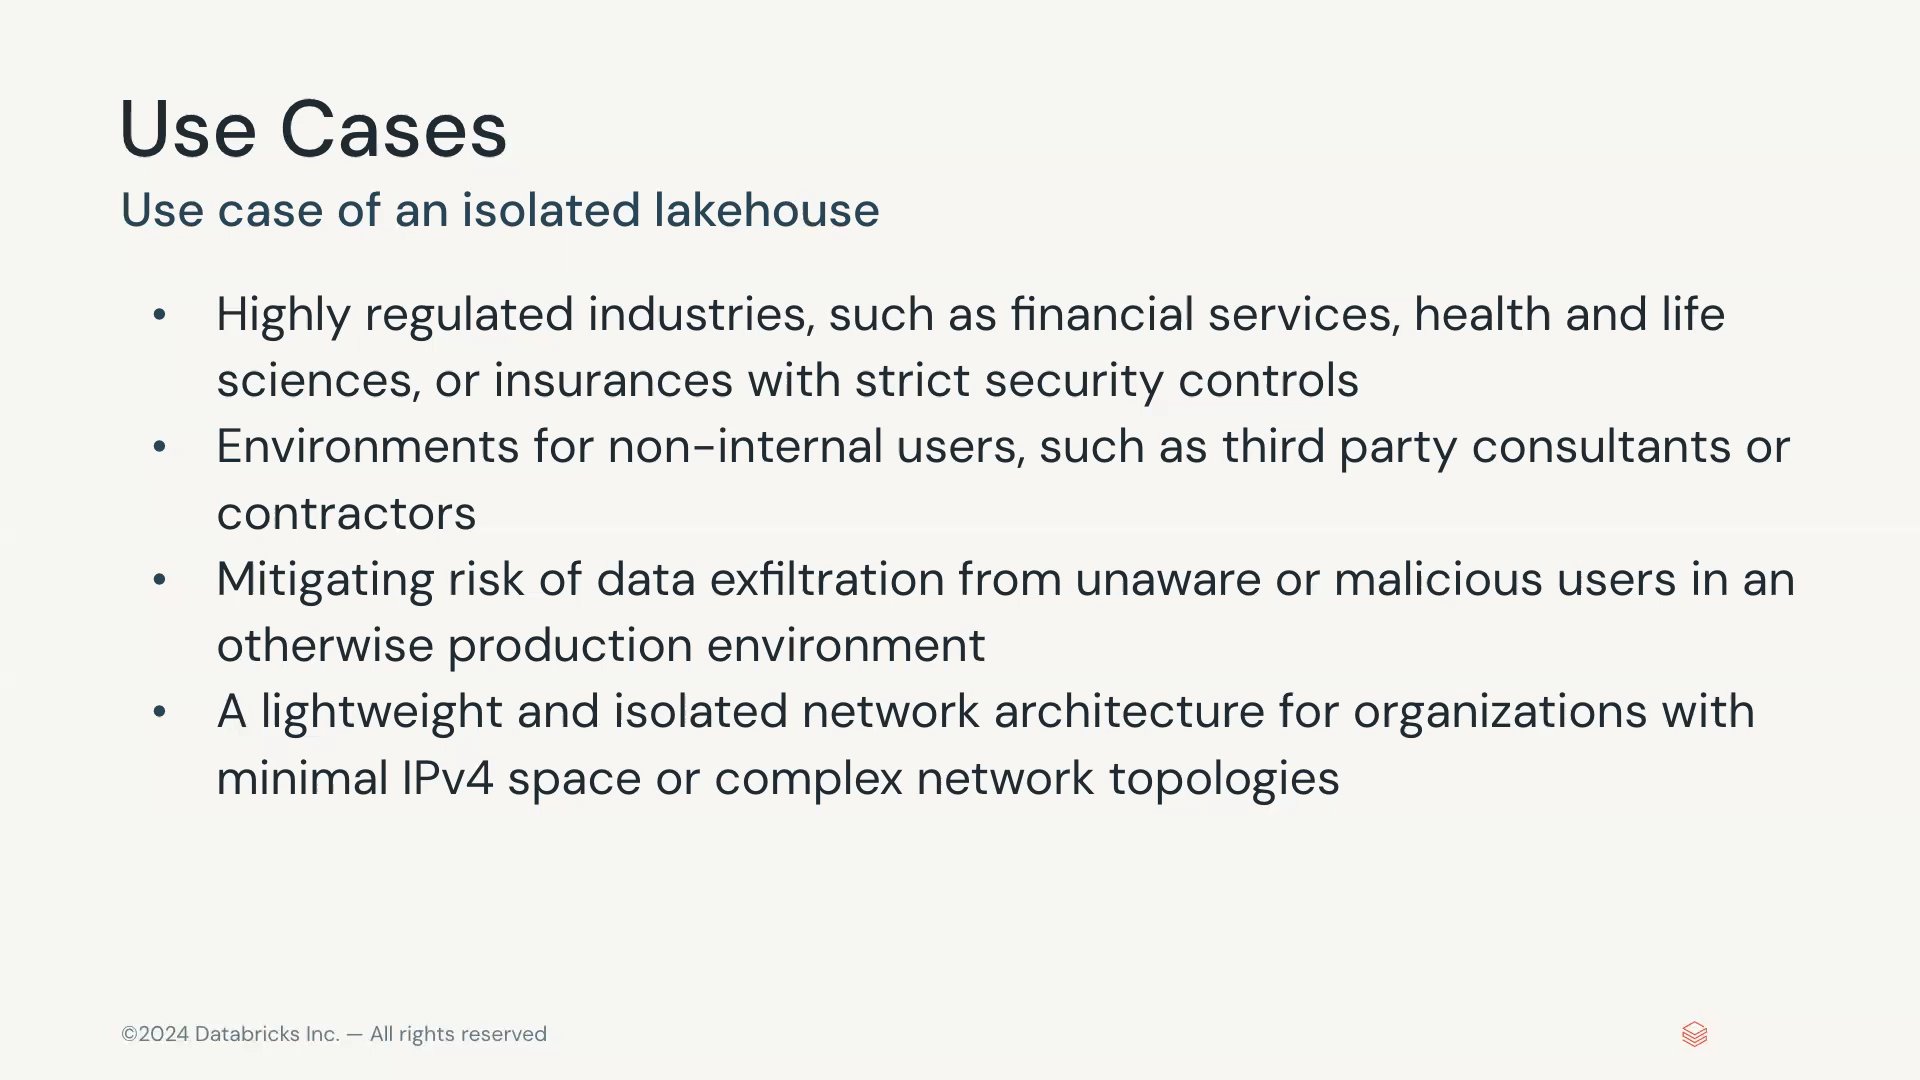 Use Cases
Use case of an isolated lakehouse
• Highly regulated industries, such as financial services, health and life
sciences, or insurances with strict security controls
• Environments for non-internal users, such as third party consultants or
contractors
• Mitigating risk of data exfiltration from unaware or malicious users in an
otherwise production environment
• A lightweight and isolated network architecture for organizations with
minimal IPv4 space or complex network topologies
©2024 Databricks Inc. — All rights reserved